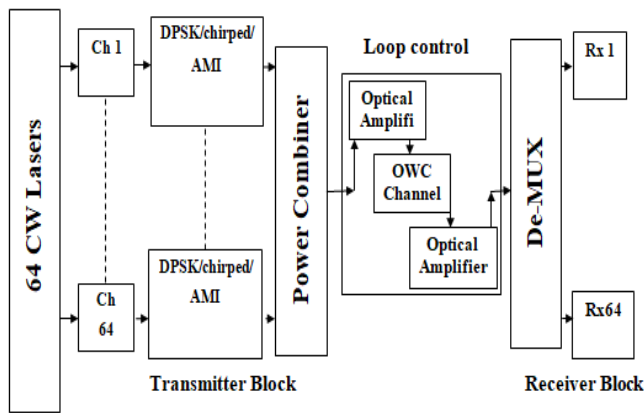 64 CW Lasers
Ch 1
DPSK/chirped/
AMI
Power Combiner
Loop control
Optical
Amplifi
OWC
Channel
Optical
Amplifier
De-MUX
Rx 1
Ch
64
DPSK/chirped/
AMI
Rx64
Transmitter Block
Receiver Block